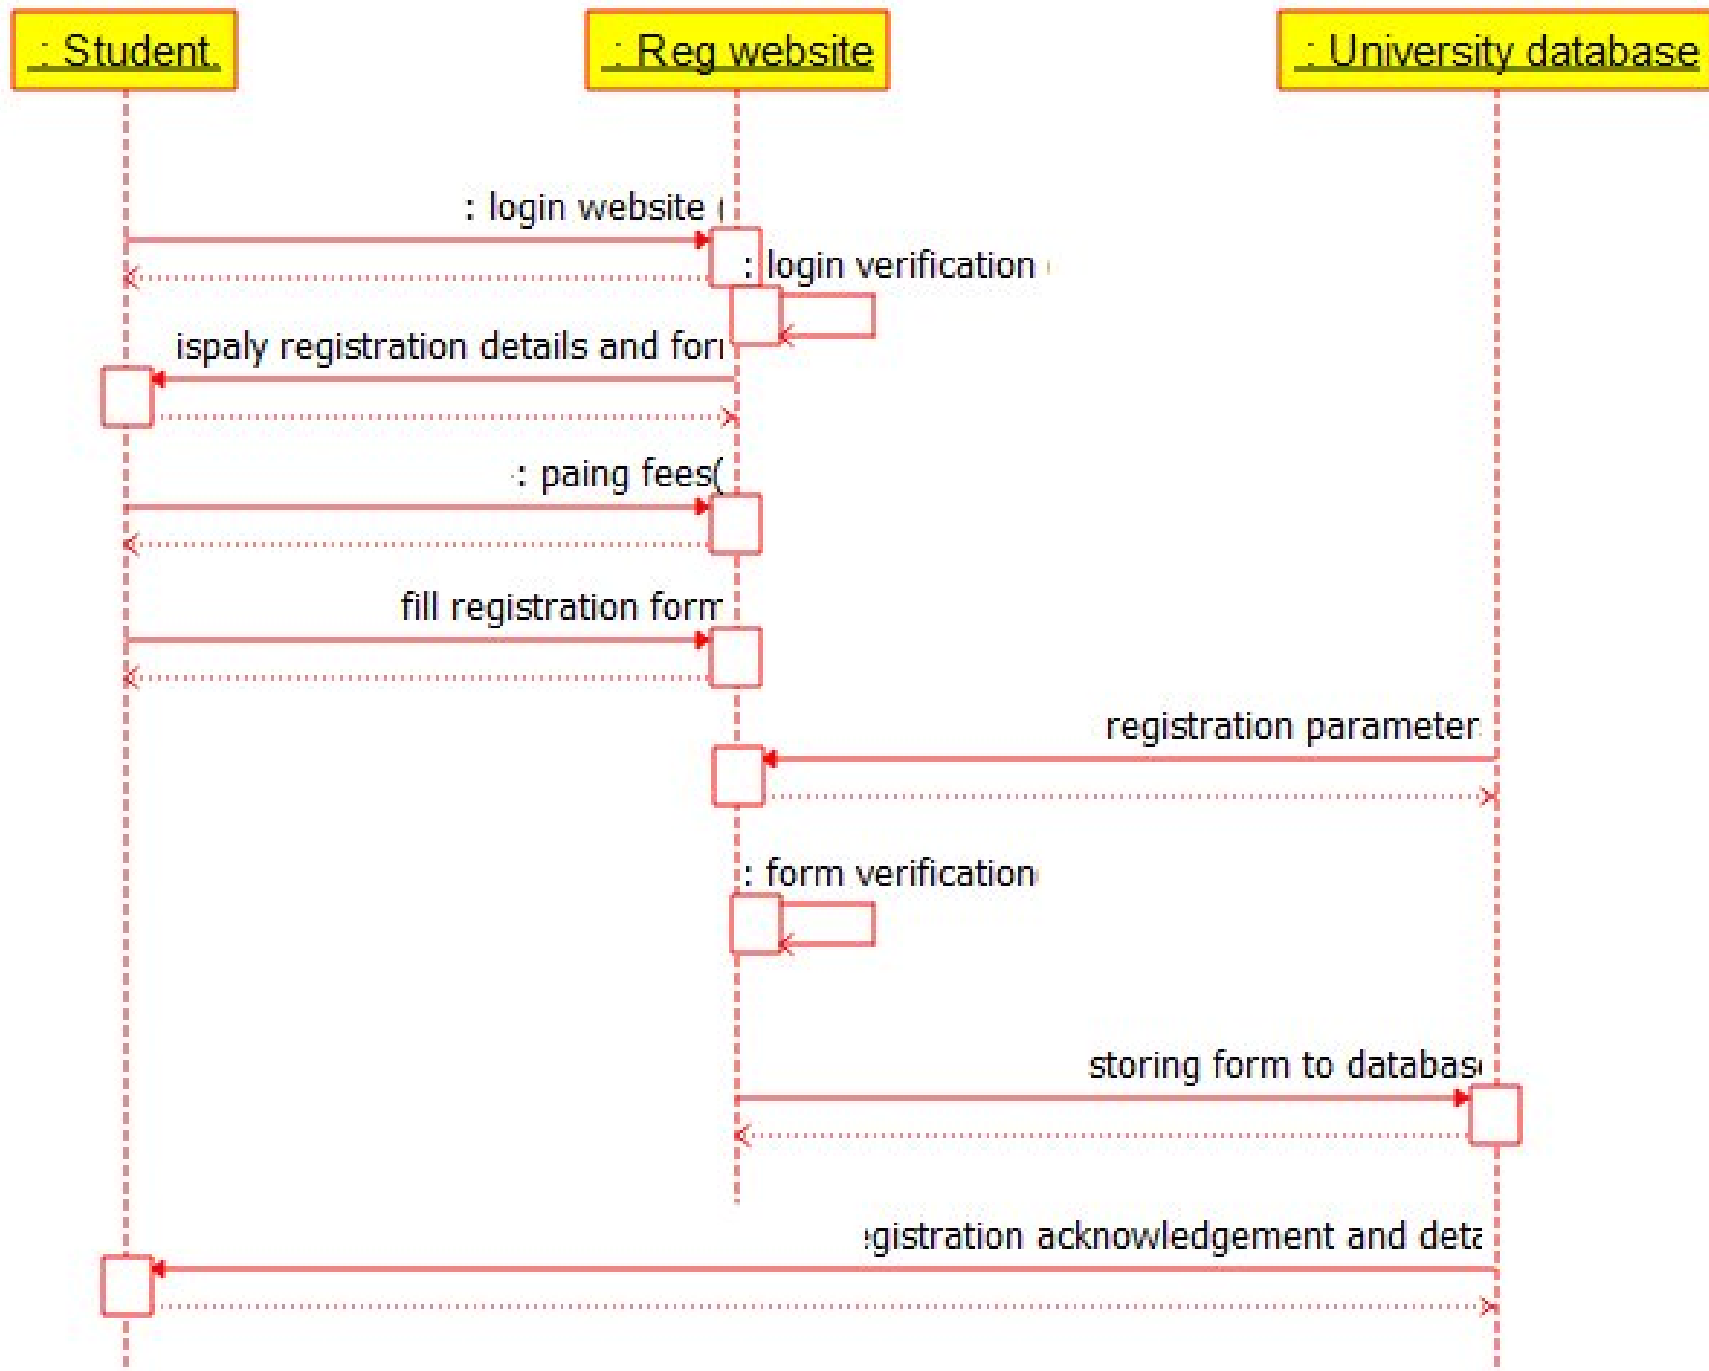 : Student
: Reg website
: University database
: login website (
: login verification (
ispaly registration details and for
: paing fees(
fill registration form
registration parameter
: form verification
storing form to databas
gistration acknowledgement and deta